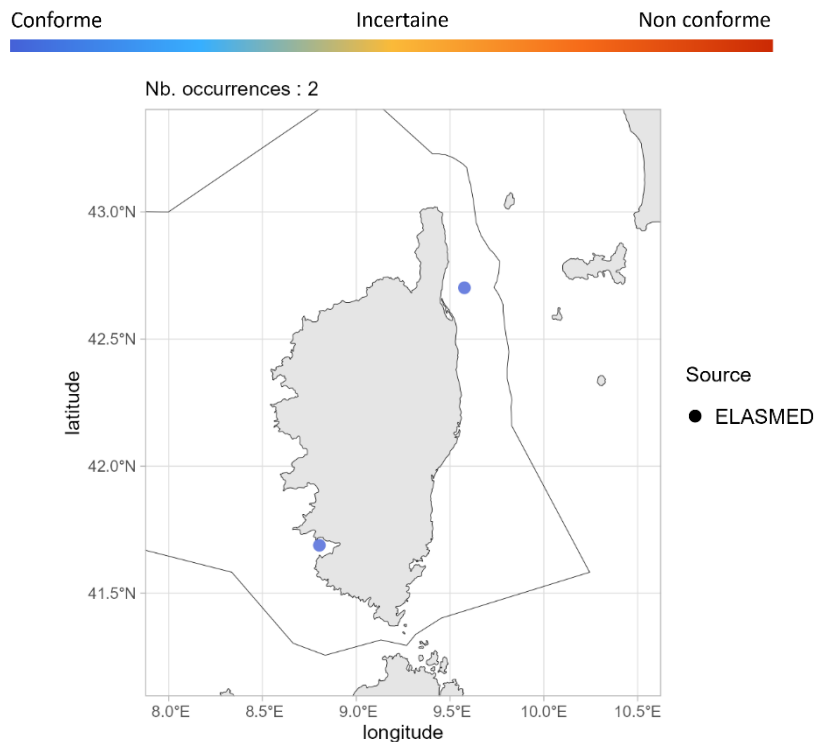 Conforme Incertaine Non conforme
Nb. occurrences : 2
43.0°N
42.5°N
42.0°N
41.5°N
latitude
8.0°E 8.5°E 9.0°E 9.5°E 10.0°E 10.5°E
longitude
Source
ELASMED